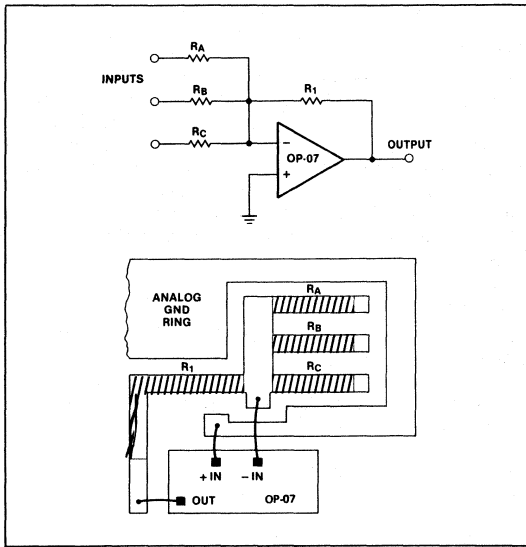 RA
INPUTS
RB
R1
RC
−
OP-07
OUTPUT
+
ANALOG
GND
RING
RA
RB
R1
RC
+ IN
− IN
OUT
OP-07